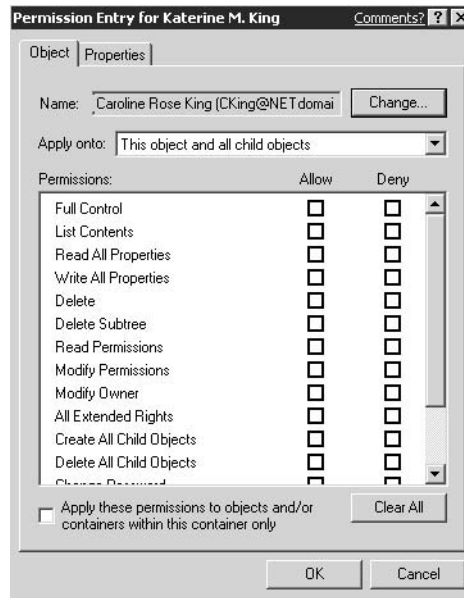 Permission Entry for Katerine M. King Comments? ? X
Object Properties
Name: Caroline Rose King (CKing@NETdomai Change...
Apply onto: This object and all child objects
Permissions: Allow Deny
Full Control
List Contents
Read All Properties
Write All Properties
Delete
Delete Subtree
Read Permissions
Modify Permissions
Modify Owner
All Extended Rights
Create All Child Objects
Delete All Child Objects
Change Password
Apply these permissions to objects and/or Clear All
containers within this container only
OK Cancel